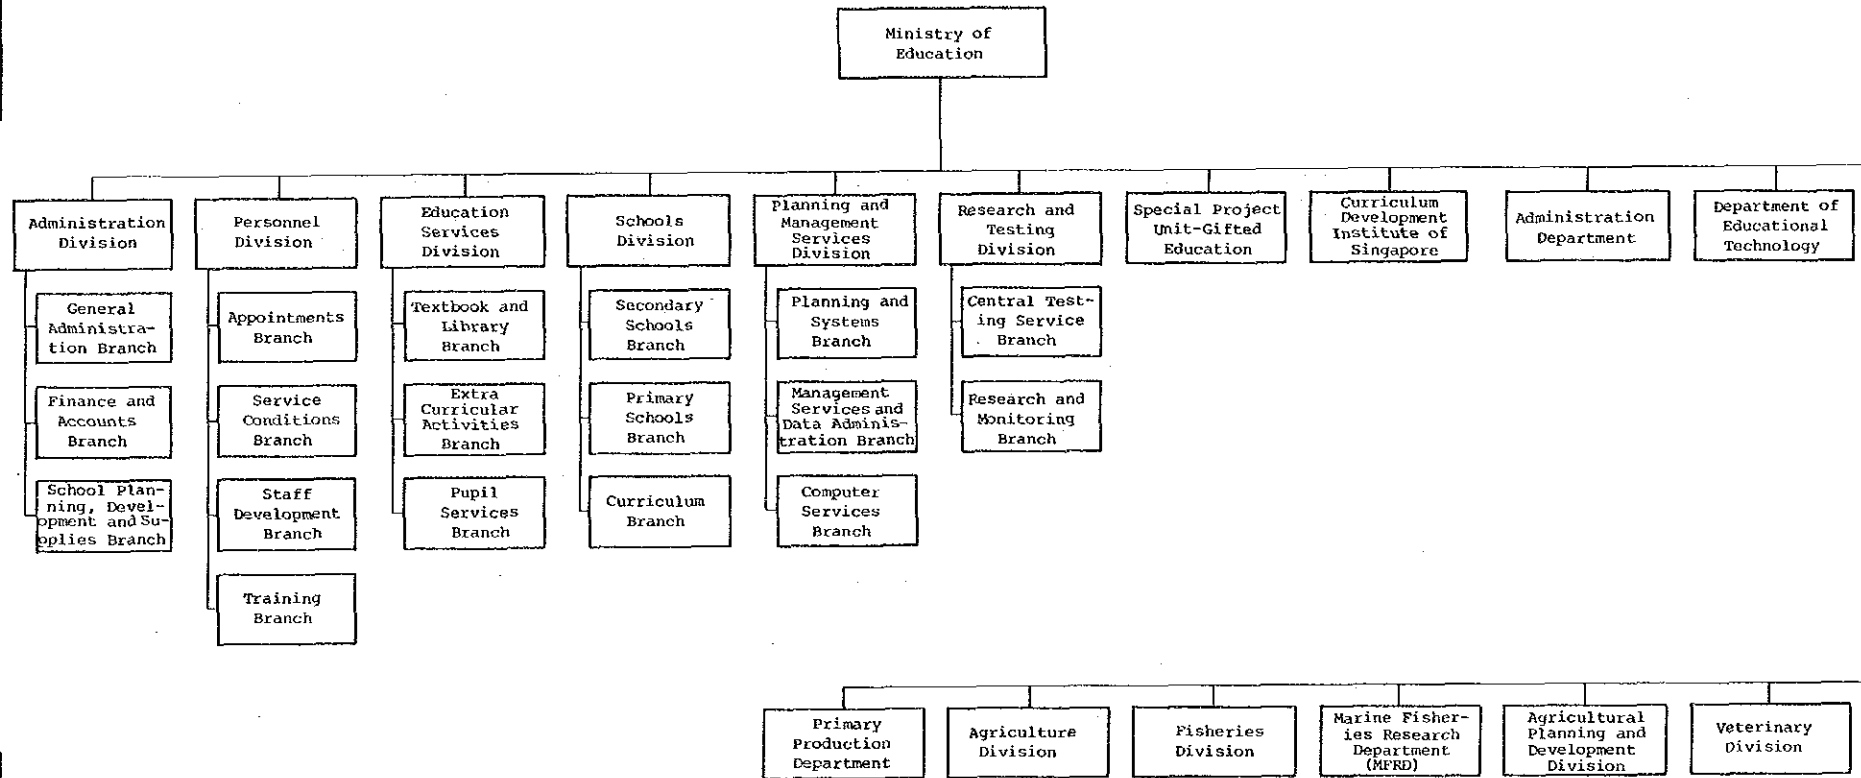 Ministry of
Education
Administration
Division
Personnel
Division
Education
Services
Division
Schools
Division
Planning and
Management
Services
Division
Research and
Testing
Division
Special Project
Unit-Gifted
Education
Curriculum
Development
Institute of
Singapore
Administration
Department
Department of
Educational
Technology
General
Administra-
tion Branch
Finance and
Accounts
Branch
School Plan-
ning, Devel-
opment and Su-
pplies Branch
Appointments
Branch
Service
Conditions
Branch
Staff
Development
Branch
Training
Branch
Textbook and
Library
Branch
Extra
Curricular
Activities
Branch
Pupil
Services
Branch
Secondary
Schools
Branch
Primary
Schools
Branch
Curriculum
Branch
Planning and
Systems
Branch
Management
Services and
Data Adminis-
tration Branch
Computer
Services
Branch
Central Test-
ing Service
Branch
Research and
Monitoring
Branch
Primary
Production
Department
Agriculture
Division
Fisheries
Division
Marine Fisher-
ies Research
Department
(MFRD)
Agricultural
Planning and
Development
Division
Veterinary
Division